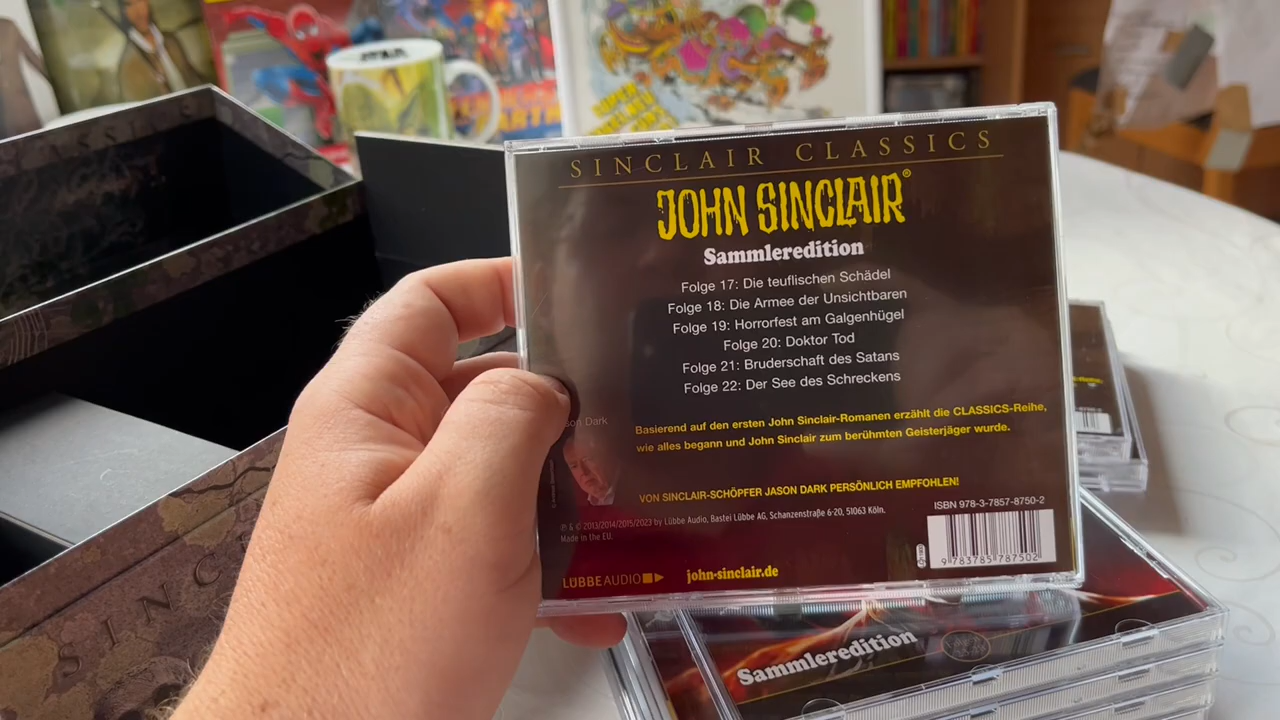 SINCLAIR CLASSICS
JOHN SINCLAIR®
Sammleredition
Folge 17: Die teuflischen Schädel
Folge 18: Die Armee der Unsichtbaren
Folge 19: Horrorfest am Galgenhügel
Folge 20: Doktor Tod
Folge 21: Bruderschaft des Satans
Folge 22: Der See des Schreckens
Dark
Basierend auf den ersten John Sinclair-Romanen erzählt die CLASSICS-Reihe,
wie alles begann und John Sinclair zum berühmten Geisterjäger wurde.
VON SINCLAIR-SCHÖPFER JASON DARK PERSÖNLICH EMPFOHLEN!
ISBN 978-3-7857-8750-2
℗ & © 2013/2014/2015/2023 by Lübbe Audio, Bastei Lübbe AG, Schanzenstraße 6-20, 51063 Köln.
Made in the EU.
9 783785 787502
LÜBBE AUDIO
john-sinclair.de
Sammleredition
SINC